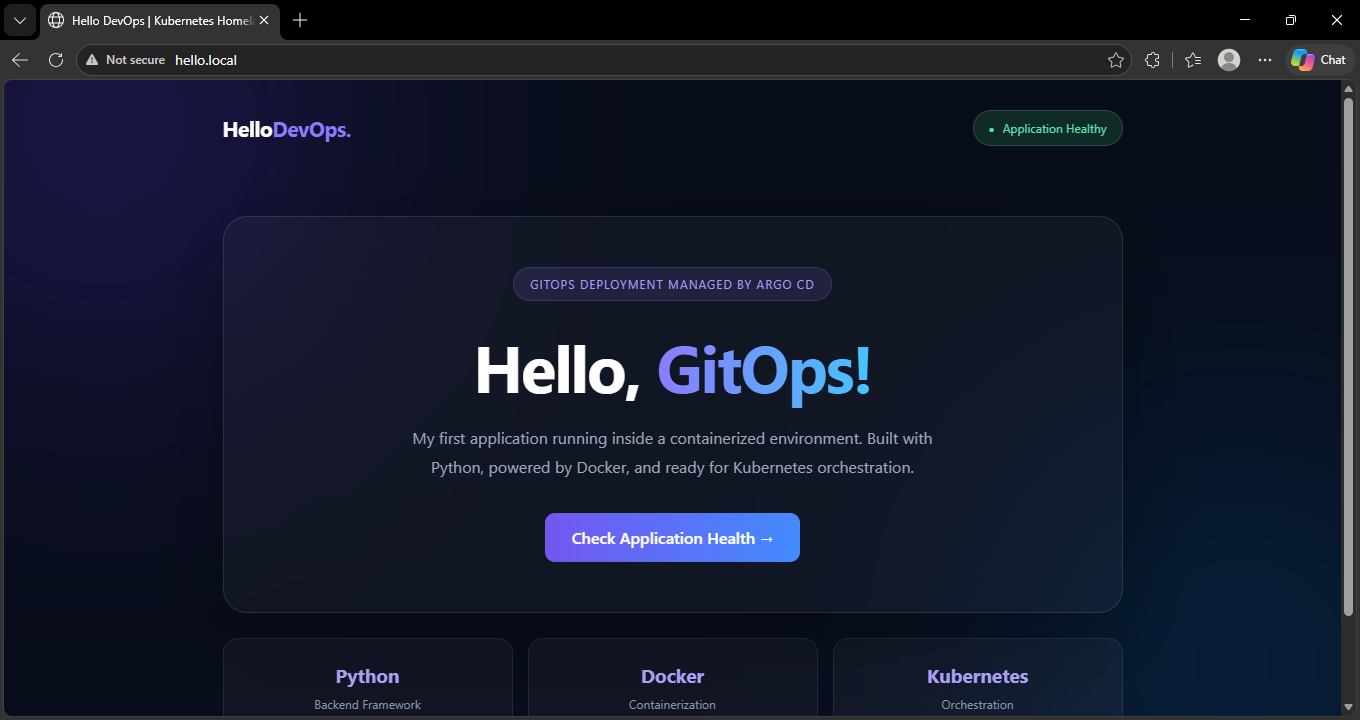 Hello DevOps | Kubernetes Homel
Not secure hello.local
Chat
HelloDevOps.
● Application Healthy
GITOPS DEPLOYMENT MANAGED BY ARGO CD
Hello, GitOps!
My first application running inside a containerized environment. Built with
Python, powered by Docker, and ready for Kubernetes orchestration.
Check Application Health →
Python
Backend Framework
Docker
Containerization
Kubernetes
Orchestration